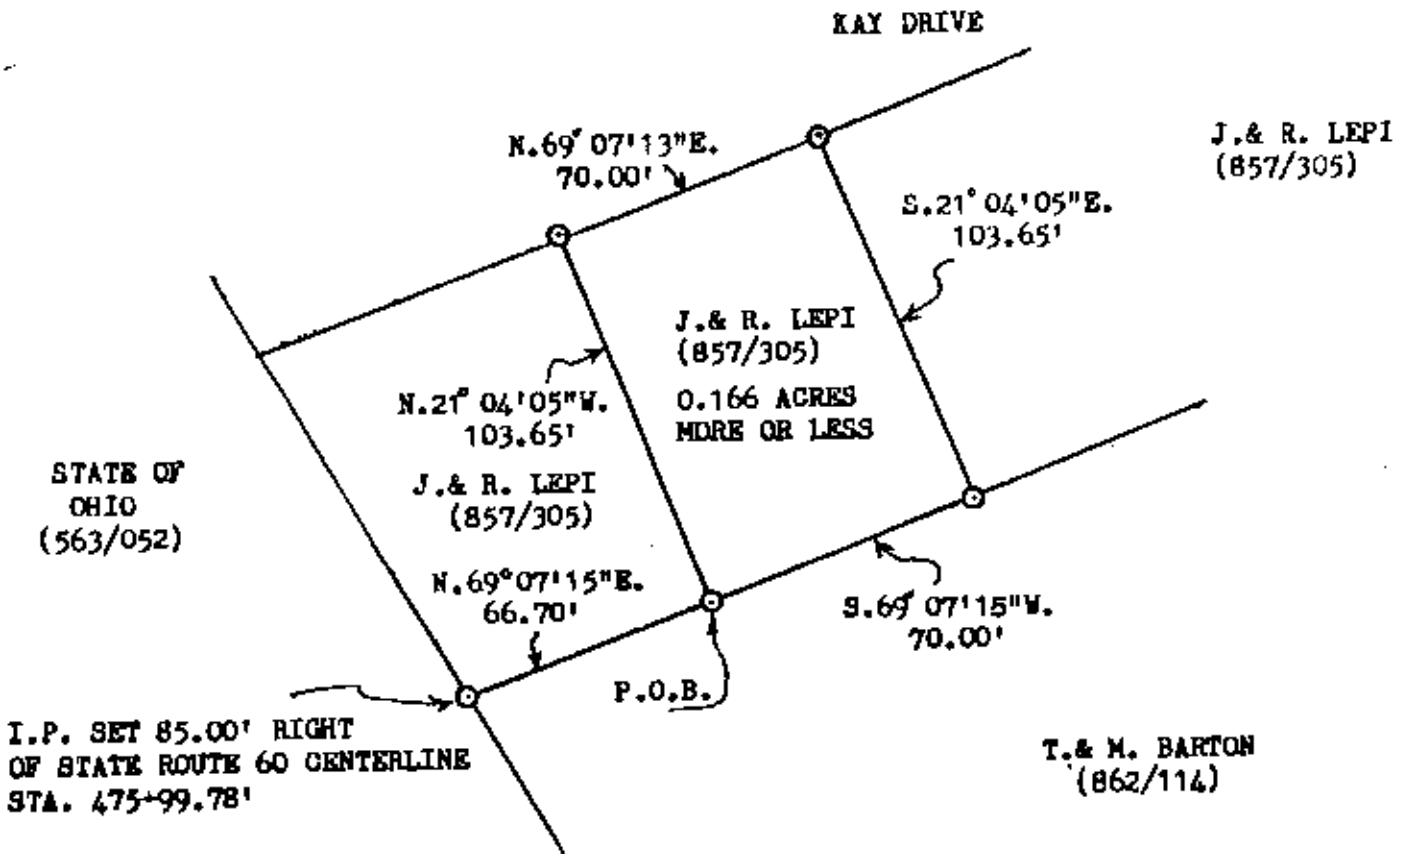 KAY DRIVE
N.69° 07'13"E.
70.00'
J.& R. LEPI
(857/305)
S.21° 04'05"E.
103.65'
J.& R. LEPI
(857/305)
0.166 ACRES
MORE OR LESS
N.21° 04'05"W.
103.65'
STATE OF
OHIO
(563/052)
J.& R. LEPI
(857/305)
N.69°07'15"E.
66.70'
S.69° 07'15"W.
70.00'
P.O.B.
I.P. SET 85.00' RIGHT
OF STATE ROUTE 60 CENTERLINE
STA. 475+99.78'
T.& M. BARTON
(862/114)